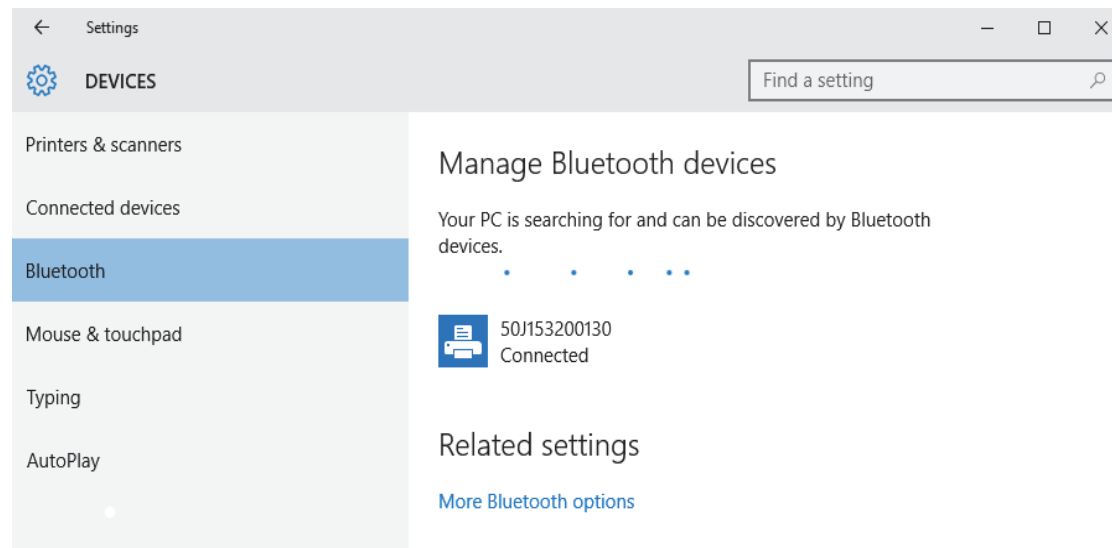 Settings
DEVICES
Find a setting
Printers & scanners
Connected devices
Bluetooth
Mouse & touchpad
Typing
AutoPlay
Manage Bluetooth devices
Your PC is searching for and can be discovered by Bluetooth
devices.
50J153200130
Connected
Related settings
More Bluetooth options